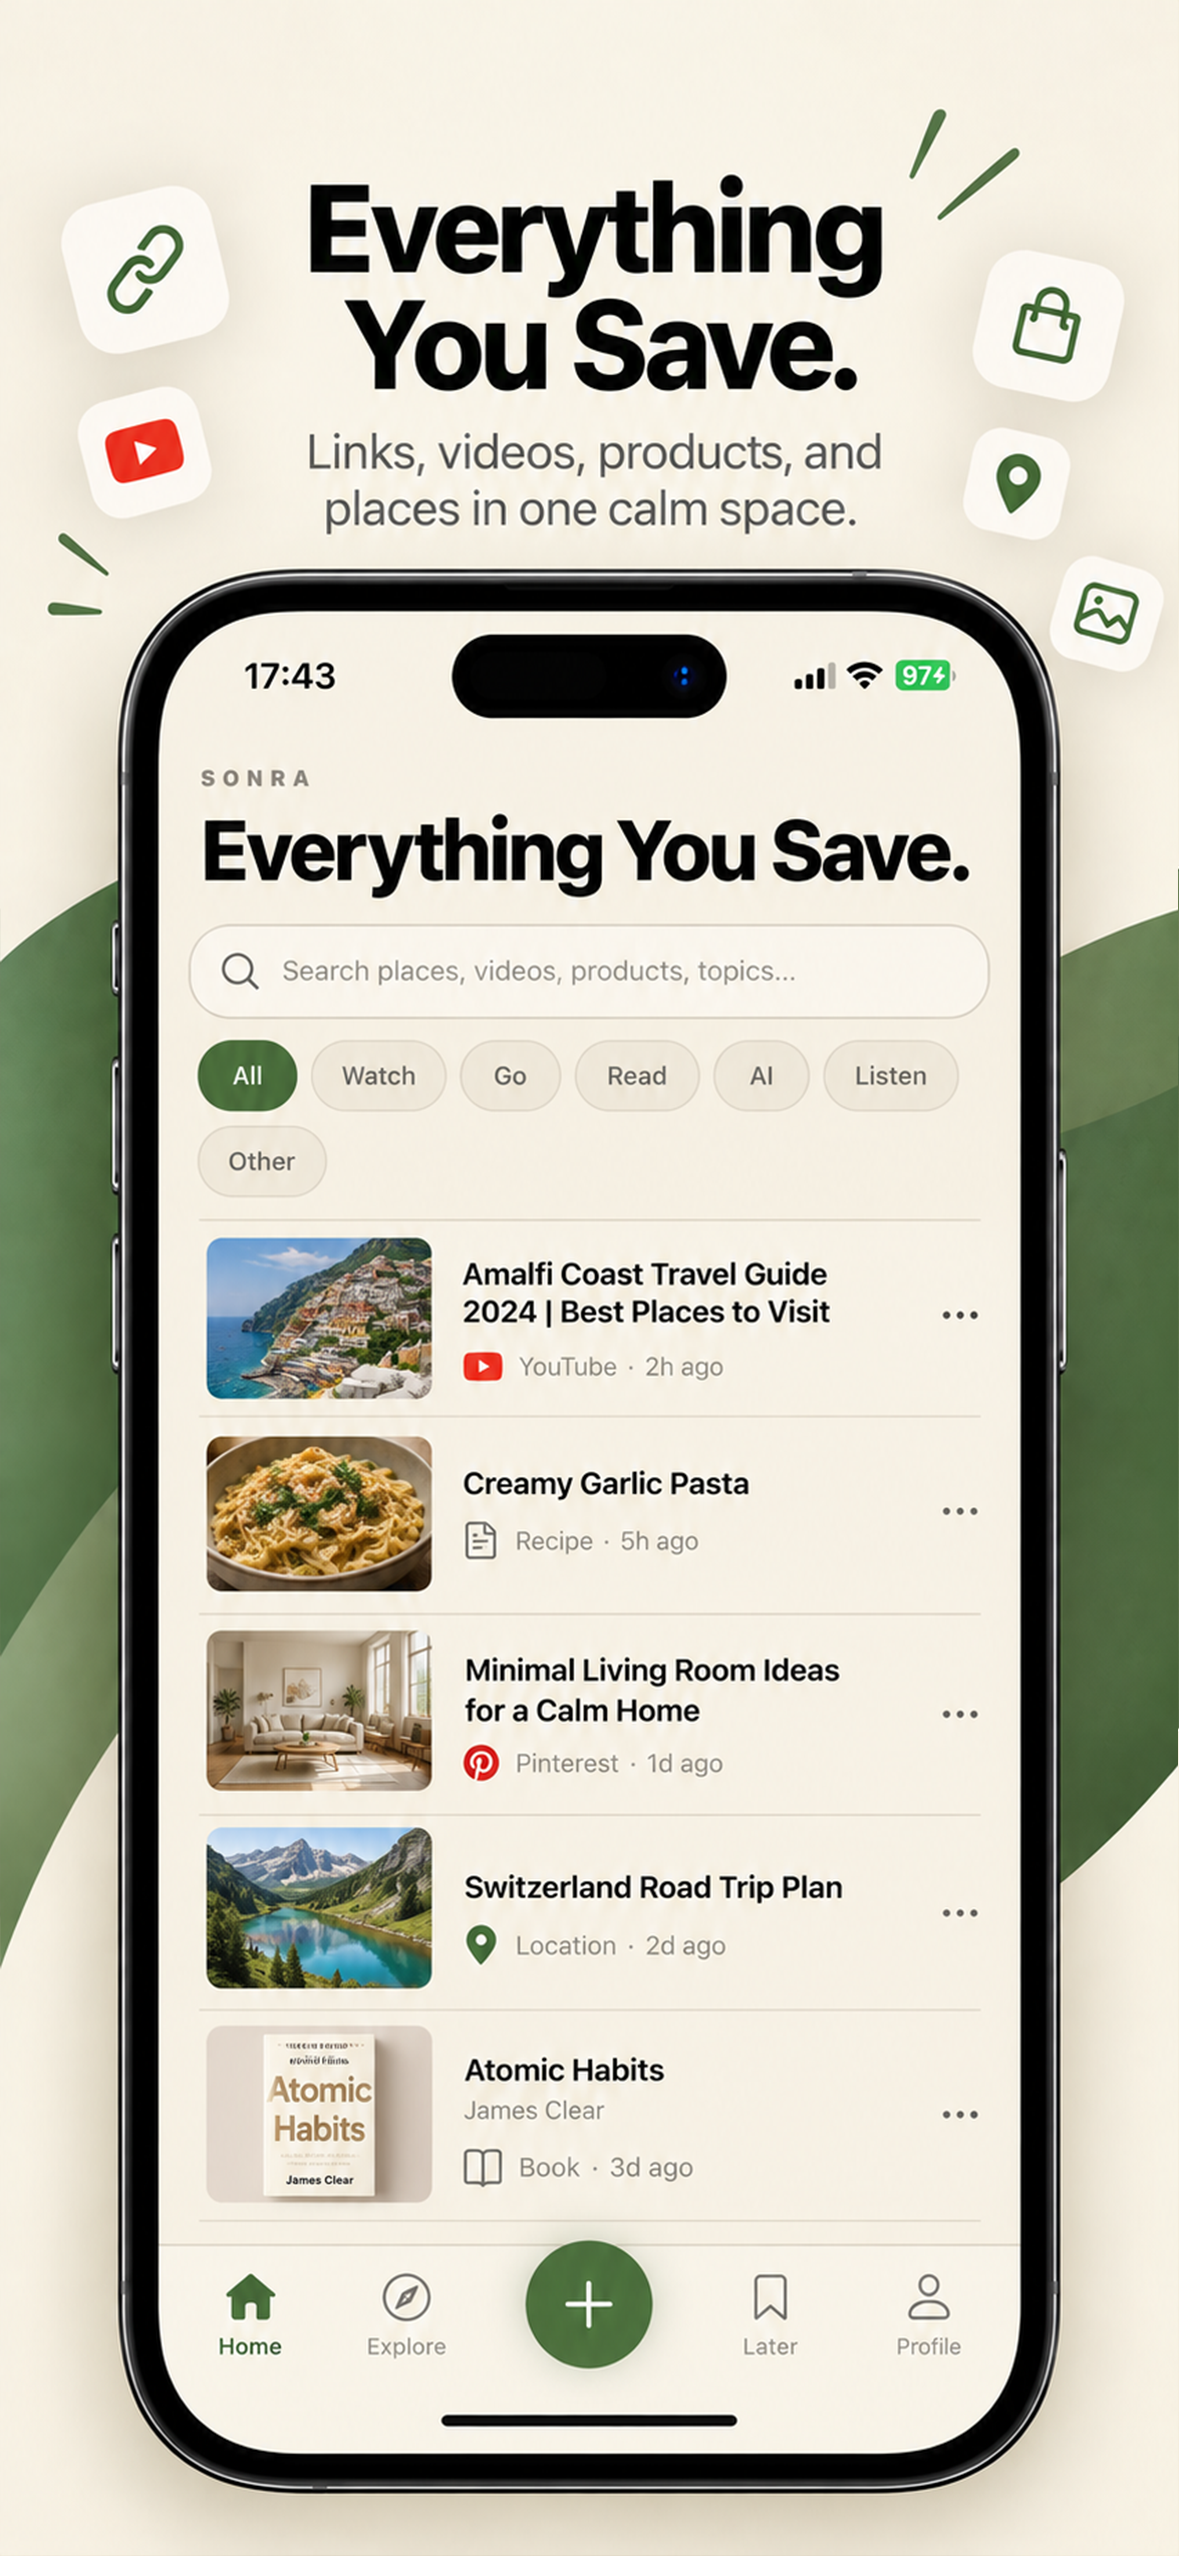 Everything
You Save.
Links, videos, products, and
places in one calm space.
17:43
97
SONRA
Everything You Save.
Search places, videos, products, topics...
All Watch Go Read AI Listen
Other
Amalfi Coast Travel Guide
2024 | Best Places to Visit
YouTube · 2h ago
Creamy Garlic Pasta
Recipe · 5h ago
Minimal Living Room Ideas
for a Calm Home
Pinterest · 1d ago
Switzerland Road Trip Plan
Location · 2d ago
Atomic
Habits
James Clear
Atomic Habits
James Clear
Book · 3d ago
Home Explore Later Profile